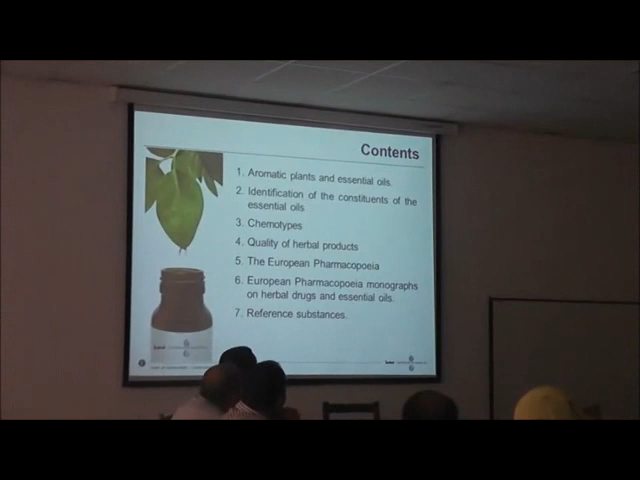 Contents
1. Aromatic plants and essential oils.
2. Identification of the constituents of the
essential oils
3. Chemotypes
4. Quality of herbal products
5. The European Pharmacopoeia
6. European Pharmacopoeia monographs
on herbal drugs and essential oils.
7. Reference substances.